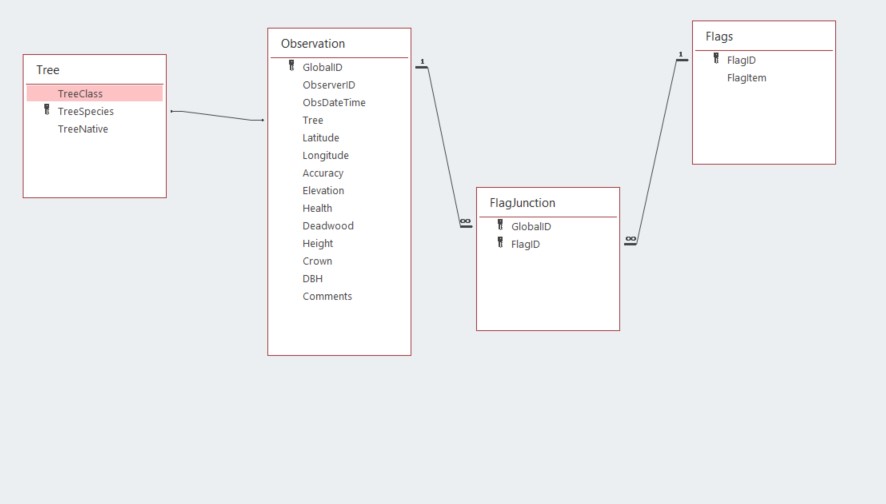 Tree
TreeClass
TreeSpecies
TreeNative
Observation
GlobalID
ObserverID
ObsDateTime
Tree
Latitude
Longitude
Accuracy
Elevation
Health
Deadwood
Height
Crown
DBH
Comments
1
∞
FlagJunction
GlobalID
FlagID
∞
1
Flags
FlagID
FlagItem